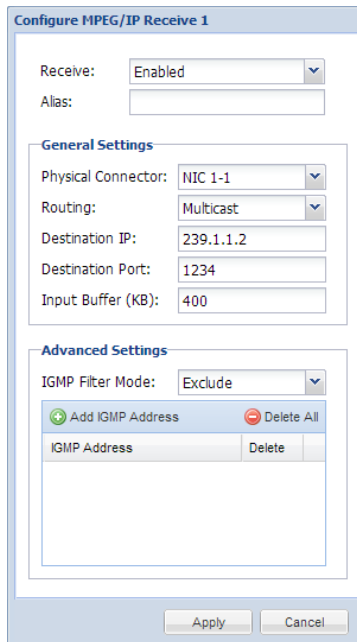 Configure MPEG/IP Receive 1
Receive: Enabled
Alias:
General Settings
Physical Connector: NIC 1-1
Routing: Multicast
Destination IP: 239.1.1.2
Destination Port: 1234
Input Buffer (KB): 400
Advanced Settings
IGMP Filter Mode: Exclude
Add IGMP Address Delete All
IGMP Address Delete
Apply Cancel